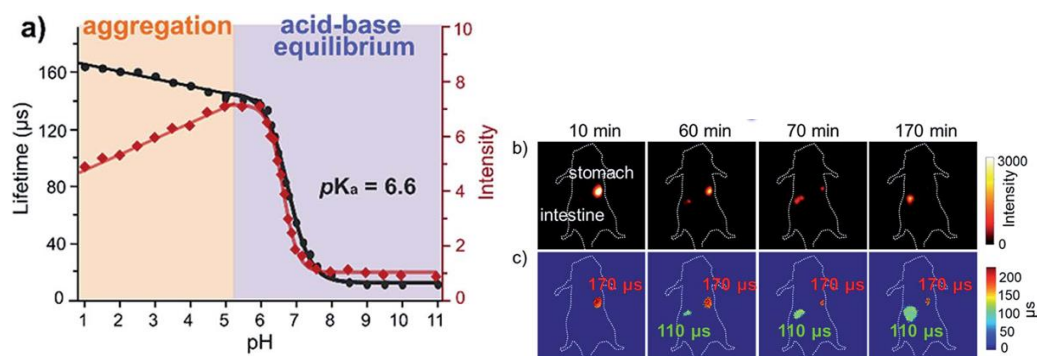 a)
aggregation
acid-base
equilibrium
10
160
8
120
6
80
pKa = 6.6
4
40
2
0
0
1 2 3 4 5 6 7 8 9 10 11
pH
Lifetime (µs)
Intensity
10 min 60 min 70 min 170 min
b)
stomach
intestine
3000
Intensity
0
c)
170 µs 170 µs 170 µs 170 µs
110 µs 110 µs 110 µs
200
150
100
50
0
µs